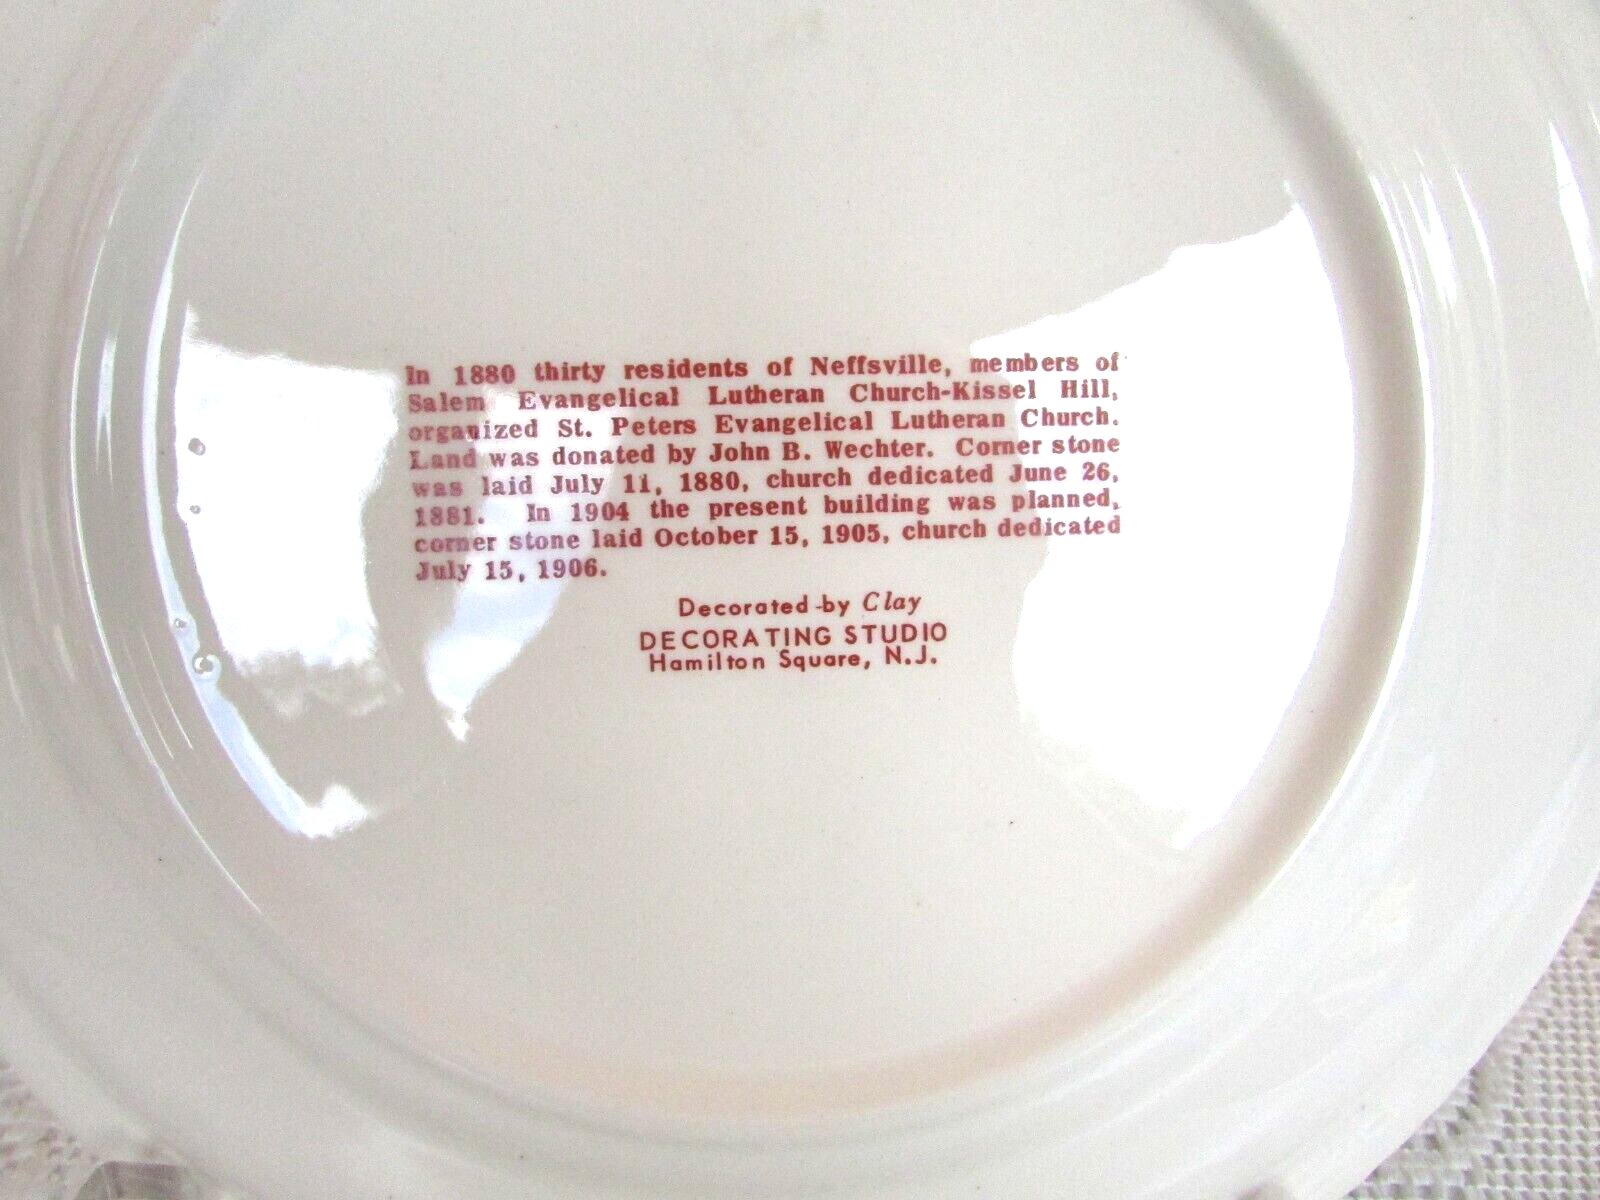 In 1880 thirty residents of Neffsville, members of
Salem Evangelical Lutheran Church-Kissel Hill,
organized St. Peters Evangelical Lutheran Church.
Land was donated by John B. Wechter. Corner stone
was laid July 11, 1880, church dedicated June 26,
1881. In 1904 the present building was planned,
corner stone laid October 15, 1905, church dedicated
July 15, 1906.
Decorated by Clay
DECORATING STUDIO
Hamilton Square, N.J.